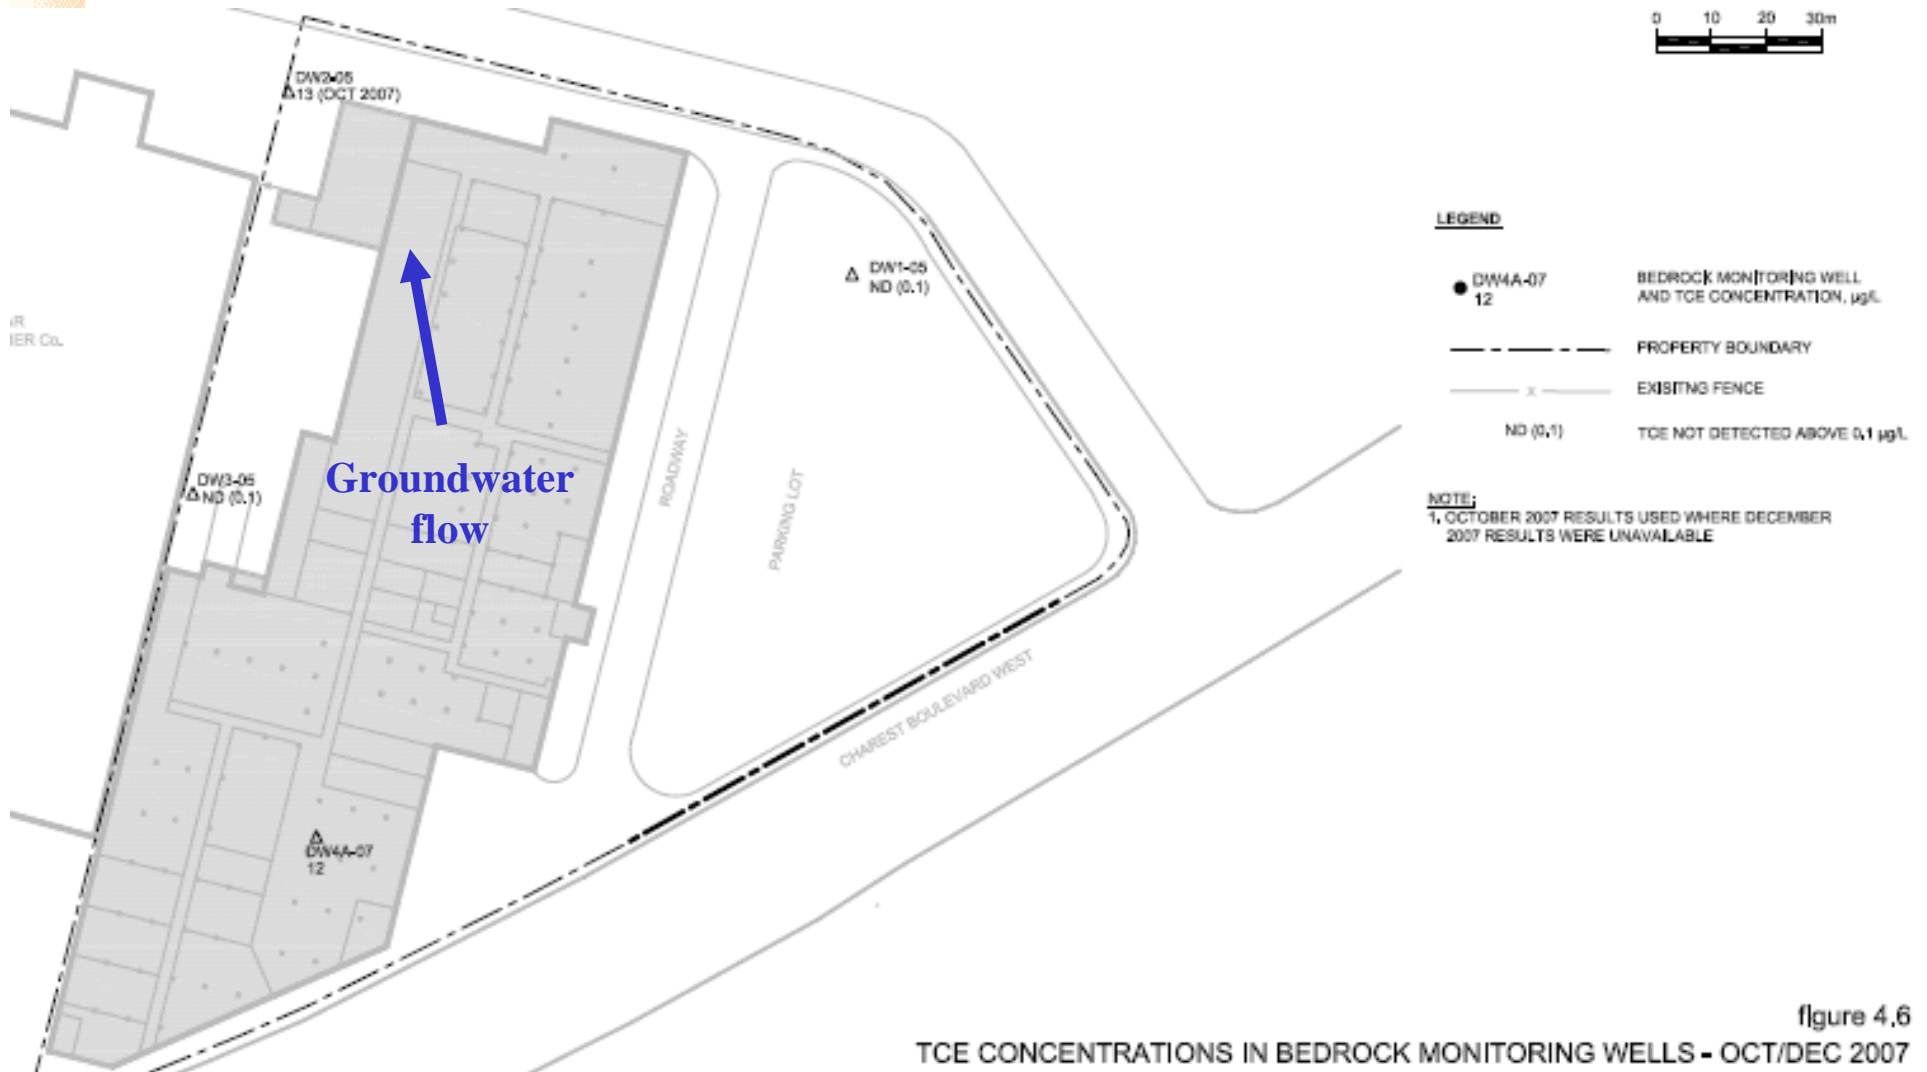 0 10 20 30m
DW2-05
13 (OCT 2007)
DW1-05
ND (0.1)
LEGEND
DW4A-07
12
BEDROCK MONITORING WELL
AND TCE CONCENTRATION, µg/L
PROPERTY BOUNDARY
x
EXISITNG FENCE
ND (0.1)
TCE NOT DETECTED ABOVE 0.1 µg/L
NOTE:
1. OCTOBER 2007 RESULTS USED WHERE DECEMBER
2007 RESULTS WERE UNAVAILABLE
ER Co.
DW3-05
ND (0.1)
Groundwater
flow
ROADWAY
PARKING LOT
CHAREST BOULEVARD WEST
DW4A-07
12
figure 4.6
TCE CONCENTRATIONS IN BEDROCK MONITORING WELLS - OCT/DEC 2007